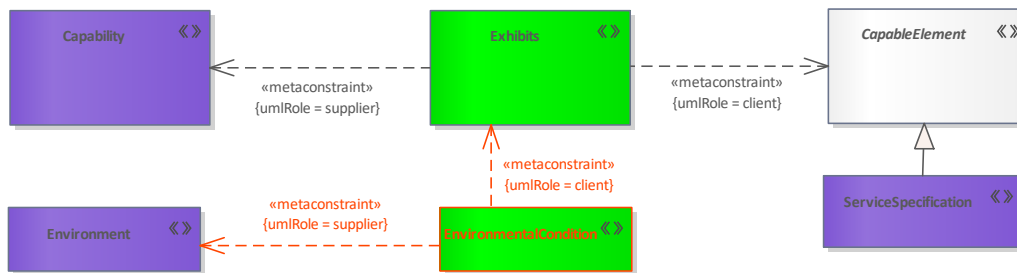 Capability «»
Exhibits «»
CapableElement «»
«metaconstraint»
{umlRole = supplier}
«metaconstraint»
{umlRole = client}
«metaconstraint»
{umlRole = client}
«metaconstraint»
{umlRole = supplier}
Environment «»
EnvironmentalCondition «»
ServiceSpecification «»